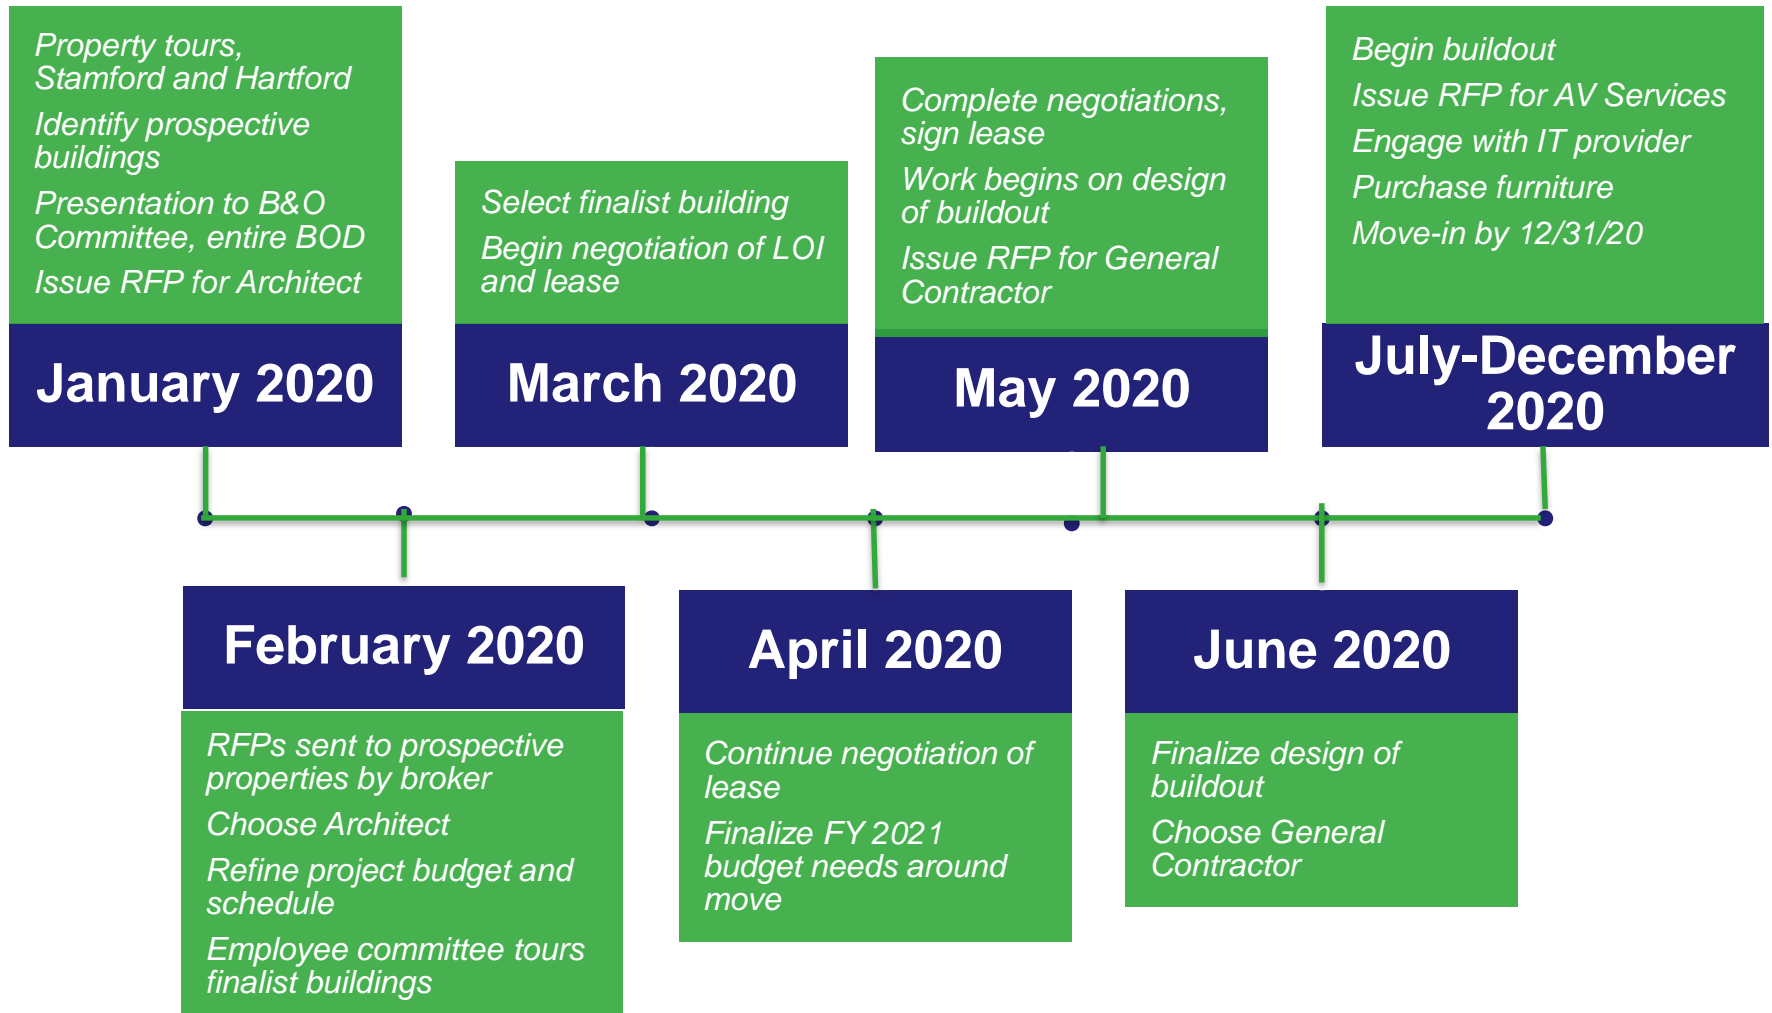 Property tours,
Stamford and Hartford
Identify prospective
buildings
Presentation to B&O
Committee, entire BOD
Issue RFP for Architect
January 2020
Select finalist building
Begin negotiation of LOI
and lease
March 2020
Complete negotiations,
sign lease
Work begins on design
of buildout
Issue RFP for General
Contractor
May 2020
Begin buildout
Issue RFP for AV Services
Engage with IT provider
Purchase furniture
Move-in by 12/31/20
July-December
2020
February 2020
RFPs sent to prospective
properties by broker
Choose Architect
Refine project budget and
schedule
Employee committee tours
finalist buildings
April 2020
Continue negotiation of
lease
Finalize FY 2021
budget needs around
move
June 2020
Finalize design of
buildout
Choose General
Contractor